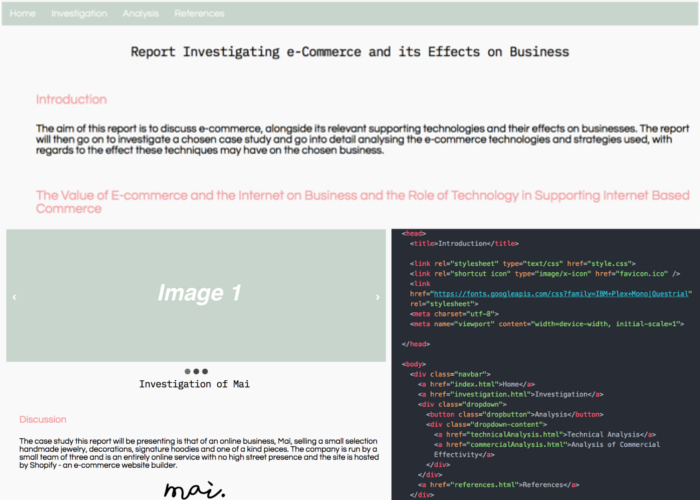 Home Investigation Analysis References
Report Investigating e-Commerce and its Effects on Business
Introduction
The aim of this report is to discuss e-commerce, alongside its relevant supporting technologies and their effects on businesses. The report
will then go on to investigate a chosen case study and go into detail analysing the e-commerce technologies and strategies used, with
regards to the effect these techniques may have on the chosen business.
The Value of E-commerce and the Internet on Business and the Role of Technology in Supporting Internet Based
Commerce
‹
Image 1
›
Investigation of Mai
Discussion
The case study this report will be presenting is that of an online business, Mai, selling a small selection
handmade jewelry, decorations, signature hoodies and one of a kind pieces. The company is run by a
small team of three and is an entirely online service with no high street presence and the site is hosted
by Shopify - an e-commerce website builder.
mai.
<head>
<title>Introduction</title>
<link rel="stylesheet" type="text/css" href="style.css">
<link rel="shortcut icon" type="image/x-icon" href="favicon.ico" />
<link
href="https://fonts.googleapis.com/css?family=IBM+Plex+Mono|Questrial"
rel="stylesheet">
<meta charset="utf-8">
<meta name="viewport" content="width=device-width, initial-scale=1">
</head>
<body>
<div class="navbar">
<a href="index.html">Home</a>
<a href="investigation.html">Investigation</a>
<div class="dropdown">
<button class="dropbutton">Analysis</button>
<div class="dropdown-content">
<a href="technicalAnalysis.html">Technical Analysis</a>
<a href="commercialAnalysis.html">Analysis of Commercial
Effectivity</a>
</div>
</div>
<a href="references.html">References</a>
</div>